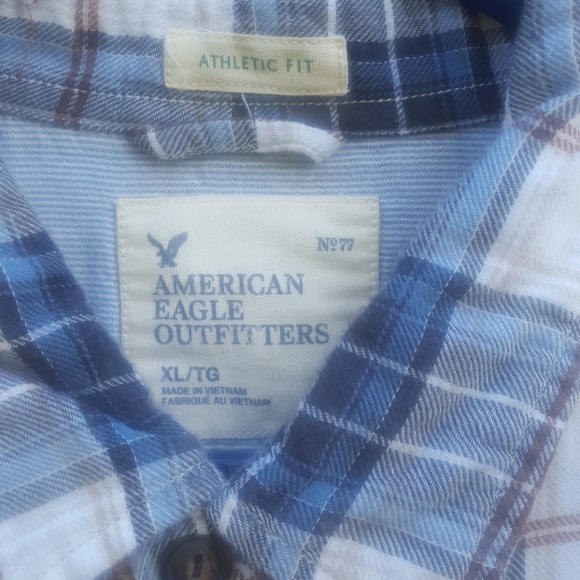 ATHLETIC FIT
Nº77
AMERICAN
EAGLE
OUTFITTERS
XL/TG
MADE IN VIETNAM
FABRIQUÉ AU VIETNAM